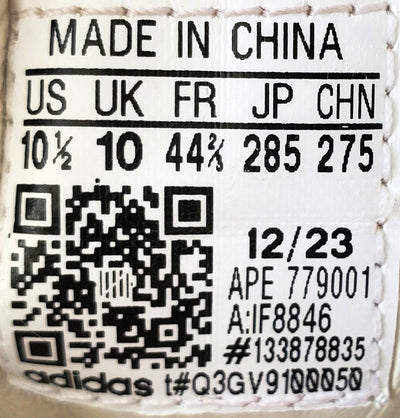 MADE IN CHINA
US UK FR JP CHN
10½ 10 44⅔ 285 275
12/23
APE 779001
A:IF8846
#133878835
adidas t#Q3GV9100050